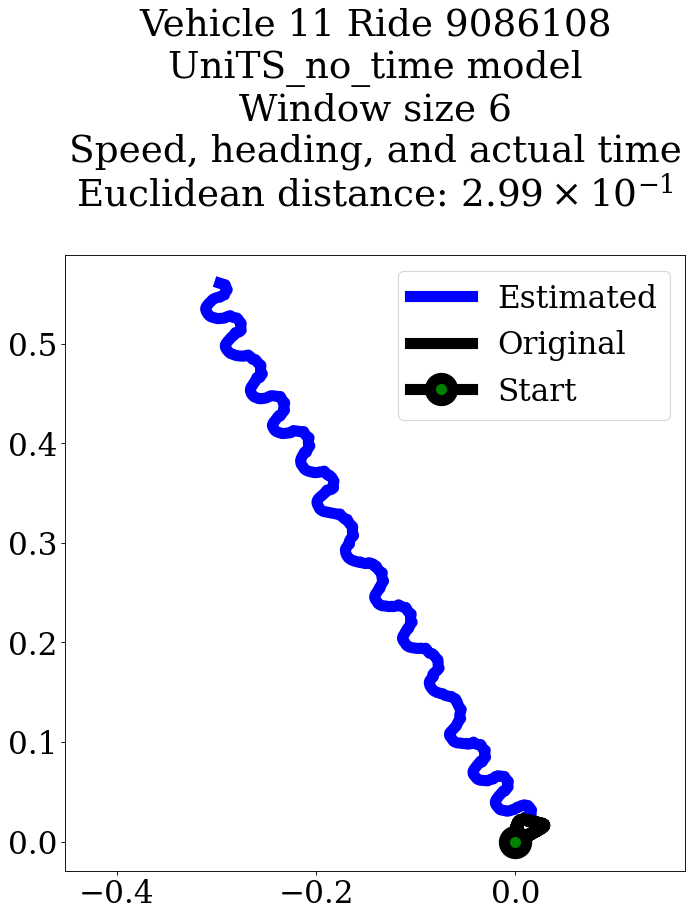 Vehicle 11 Ride 9086108
UniTS_no_time model
Window size 6
Speed, heading, and actual time
Euclidean distance: 2.99 × 10⁻¹
Estimated
Original
Start
0.5
0.4
0.3
0.2
0.1
0.0
−0.4 −0.2 0.0